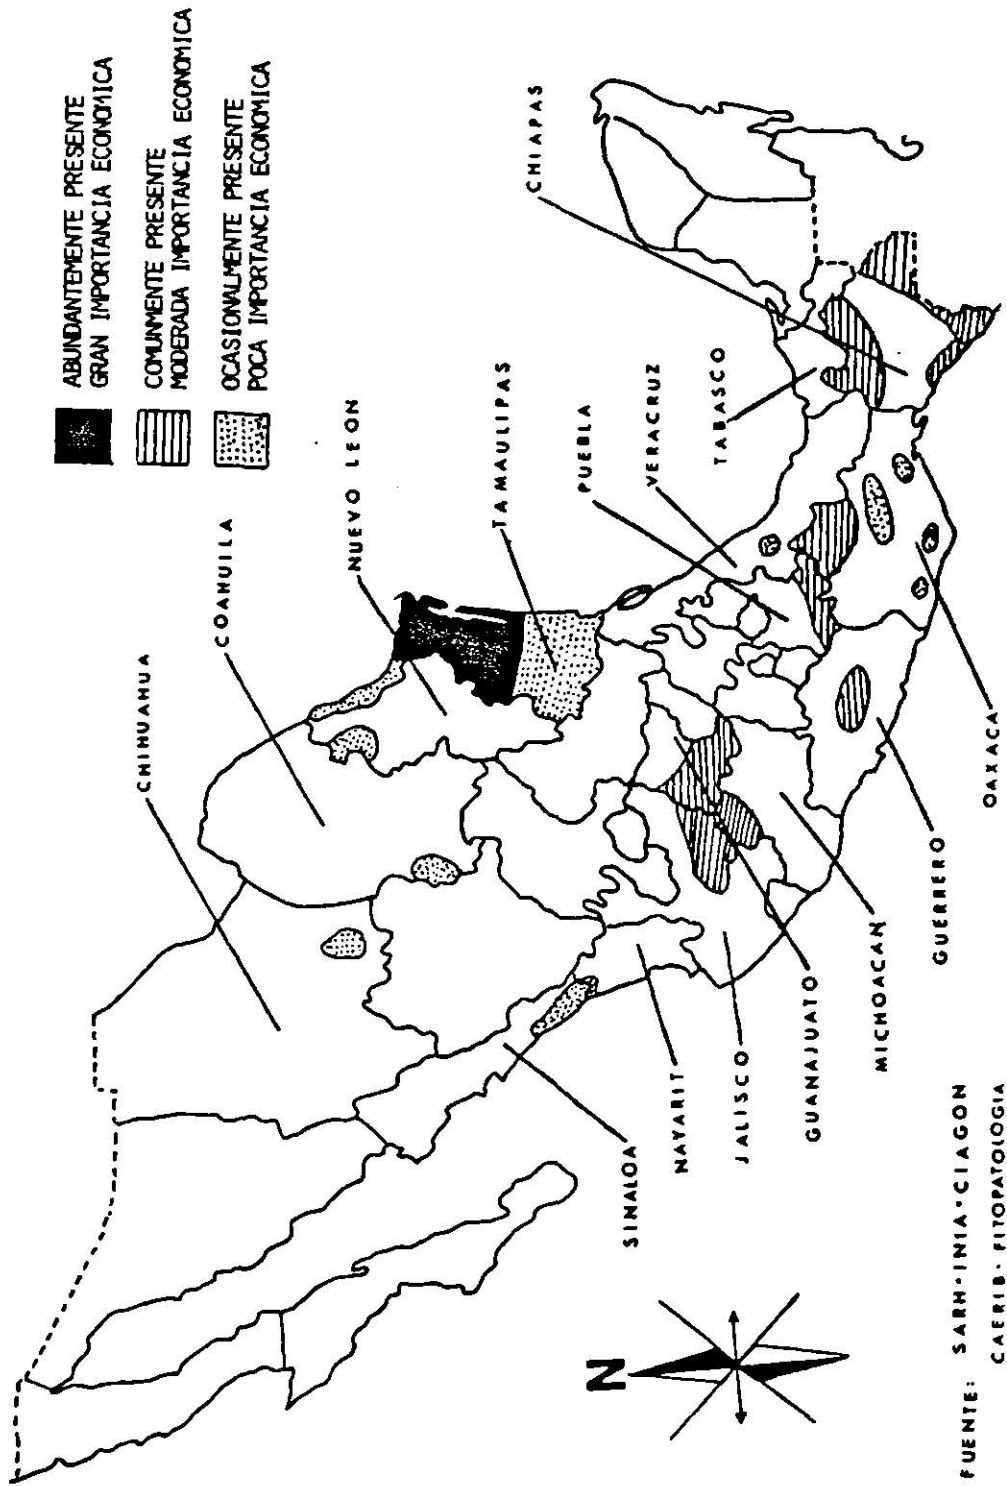 ABUNDANTEMENTE PRESENTE
GRAN IMPORTANCIA ECONOMICA
COMUNMENTE PRESENTE
MODERADA IMPORTANCIA ECONOMICA
OCASIONALMENTE PRESENTE
POCA IMPORTANCIA ECONOMICA
CHIHUAHUA
COAHUILA
NUEVO LEON
TAMAULIPAS
PUEBLA
VERACRUZ
TABASCO
CHIAPAS
SINALOA
NAYARIT
JALISCO
GUANAJUATO
MICHOACAN
GUERRERO
OAXACA
N
FUENTE: SARH·INIA·CIAGON
CAERIB·FITOPATOLOGIA